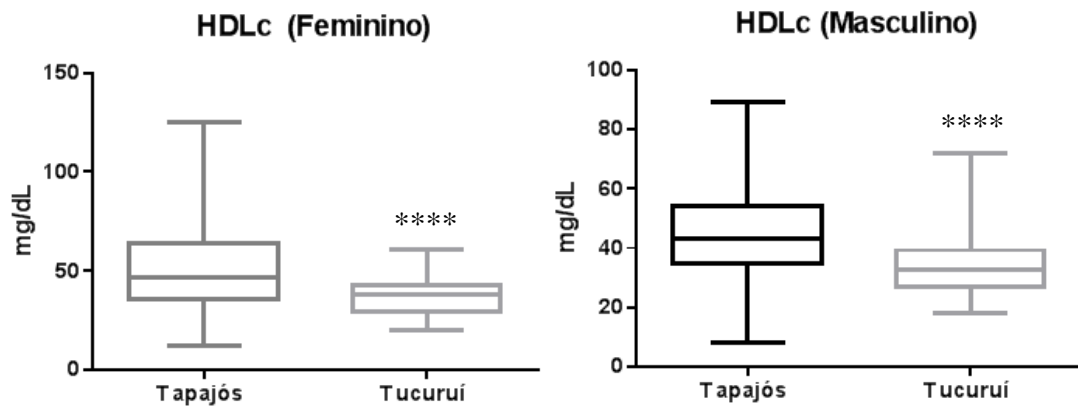 HDLc (Feminino)
150
100
50
0
mg/dL
****
Tapajós
Tucuruí
HDLc (Masculino)
100
80
60
40
20
0
mg/dL
****
Tapajós
Tucuruí